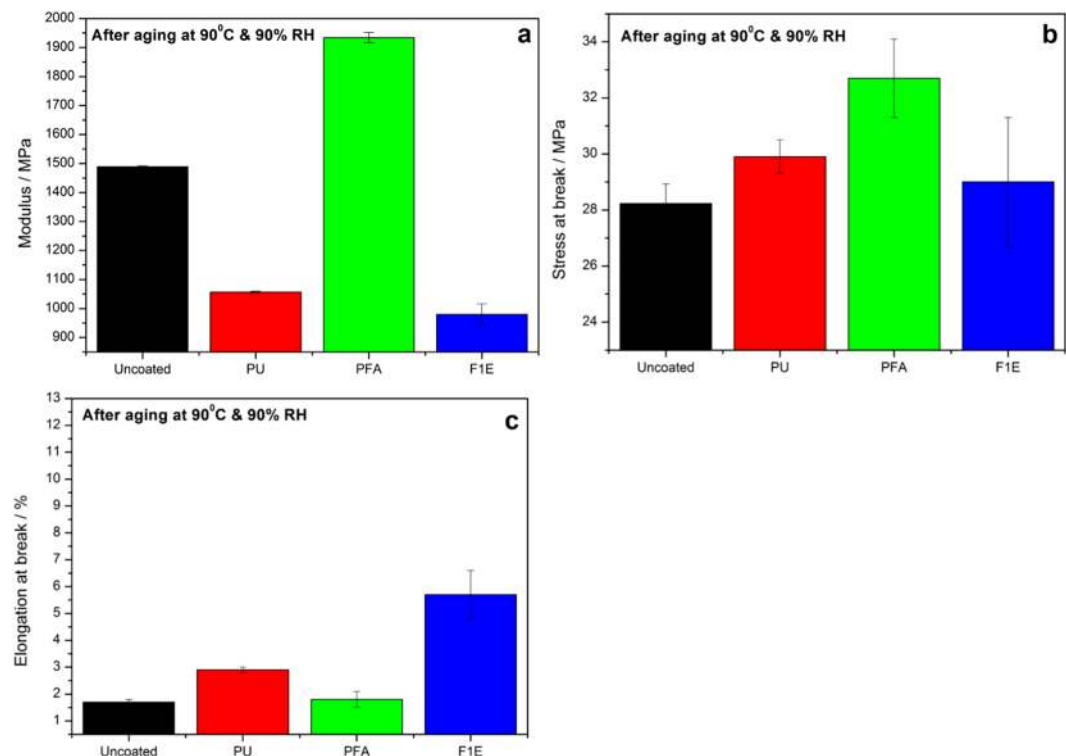 After aging at 90⁰C & 90% RH
a
Modulus / MPa
2000
1900
1800
1700
1600
1500
1400
1300
1200
1100
1000
900
Uncoated PU PFA F1E
After aging at 90⁰C & 90% RH
b
Stress at break / MPa
34
32
30
28
26
24
Uncoated PU PFA F1E
After aging at 90⁰C & 90% RH
c
Elongation at break / %
13
12
11
10
9
8
7
6
5
4
3
2
1
Uncoated PU PFA F1E